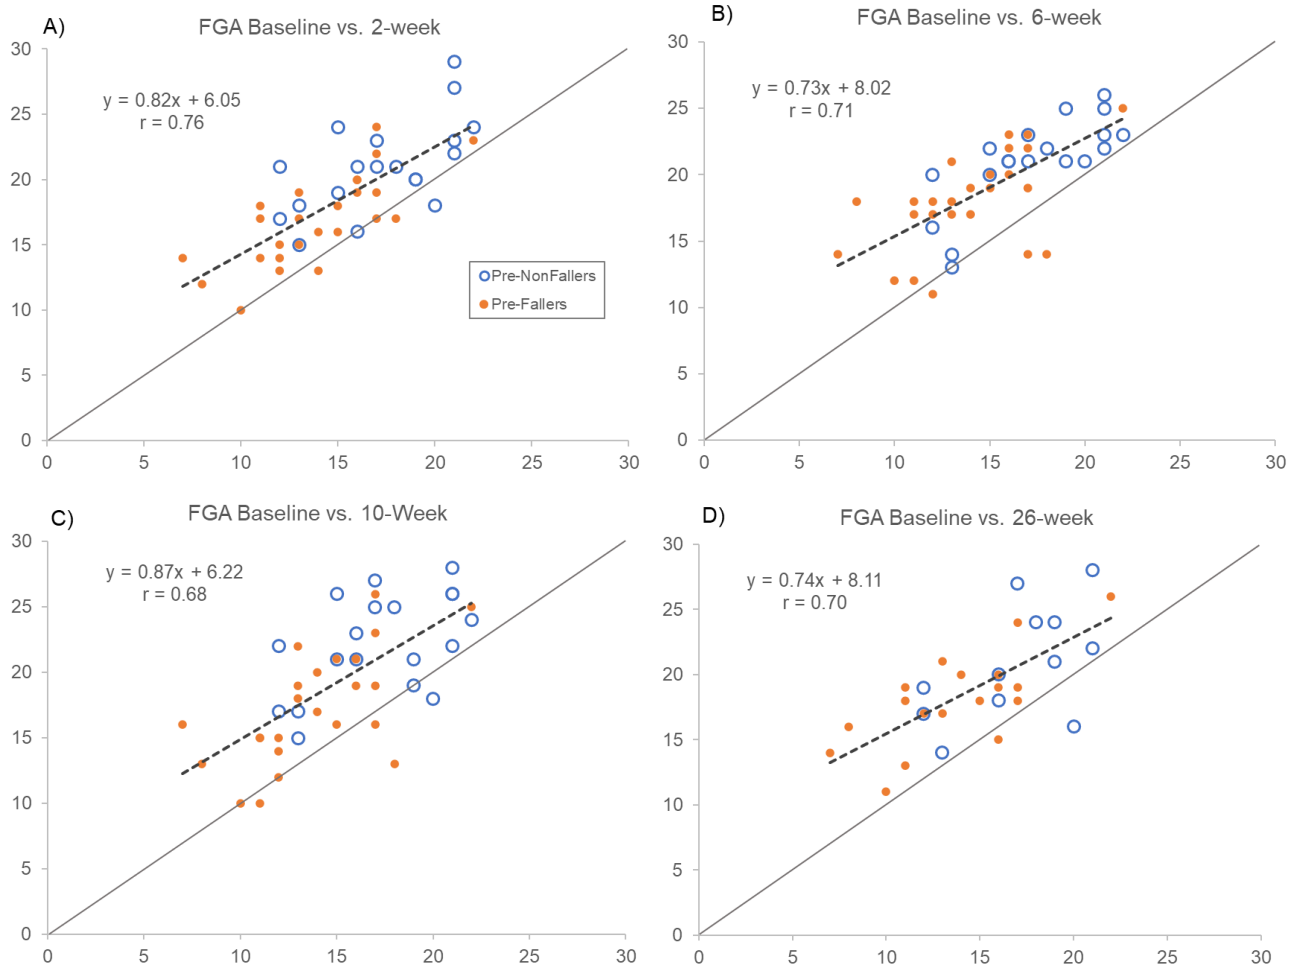 A)
FGA Baseline vs. 2-week
30
25
20
15
10
5
0
y = 0.82x + 6.05
r = 0.76
Pre-NonFallers
Pre-Fallers
0 5 10 15 20 25 30
B)
FGA Baseline vs. 6-week
30
25
20
15
10
5
0
y = 0.73x + 8.02
r = 0.71
0 5 10 15 20 25 30
C)
FGA Baseline vs. 10-Week
30
25
20
15
10
5
0
y = 0.87x + 6.22
r = 0.68
0 5 10 15 20 25 30
D)
FGA Baseline vs. 26-week
30
25
20
15
10
5
0
y = 0.74x + 8.11
r = 0.70
0 5 10 15 20 25 30